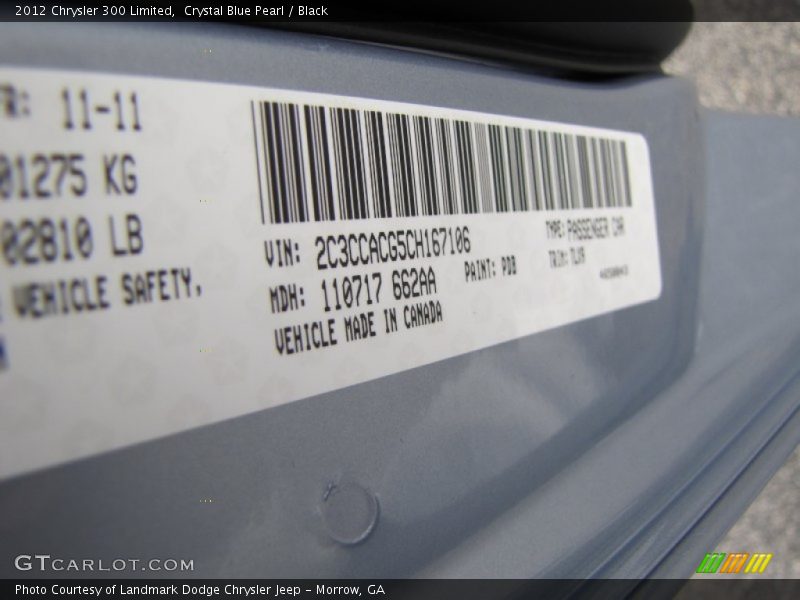 2012 Chrysler 300 Limited, Crystal Blue Pearl / Black
R: 11-11
01275 KG
02810 LB
VEHICLE SAFETY,
VIN: 2C3CCACG5CH167106
TYPE: PASSENGER CAR
MDH: 110717 662AA
PAINT: PDB
TRIM:
VEHICLE MADE IN CANADA
GTCARLOT.COM
Photo Courtesy of Landmark Dodge Chrysler Jeep – Morrow, GA